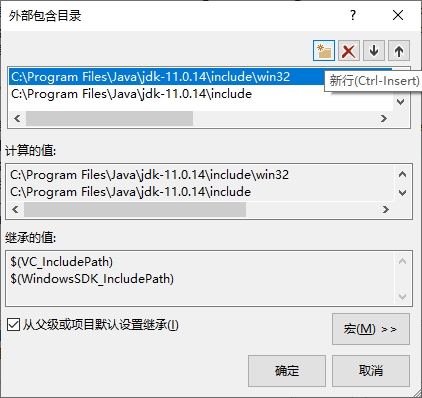 外部包含目录
C:\Program Files\Java\jdk-11.0.14\include\win32
新行(Ctrl-Insert)
C:\Program Files\Java\jdk-11.0.14\include
计算的值:
C:\Program Files\Java\jdk-11.0.14\include\win32
C:\Program Files\Java\jdk-11.0.14\include
继承的值:
$(VC_IncludePath)
$(WindowsSDK_IncludePath)
从父级或项目默认设置继承(I)
宏(M) >>
确定
取消